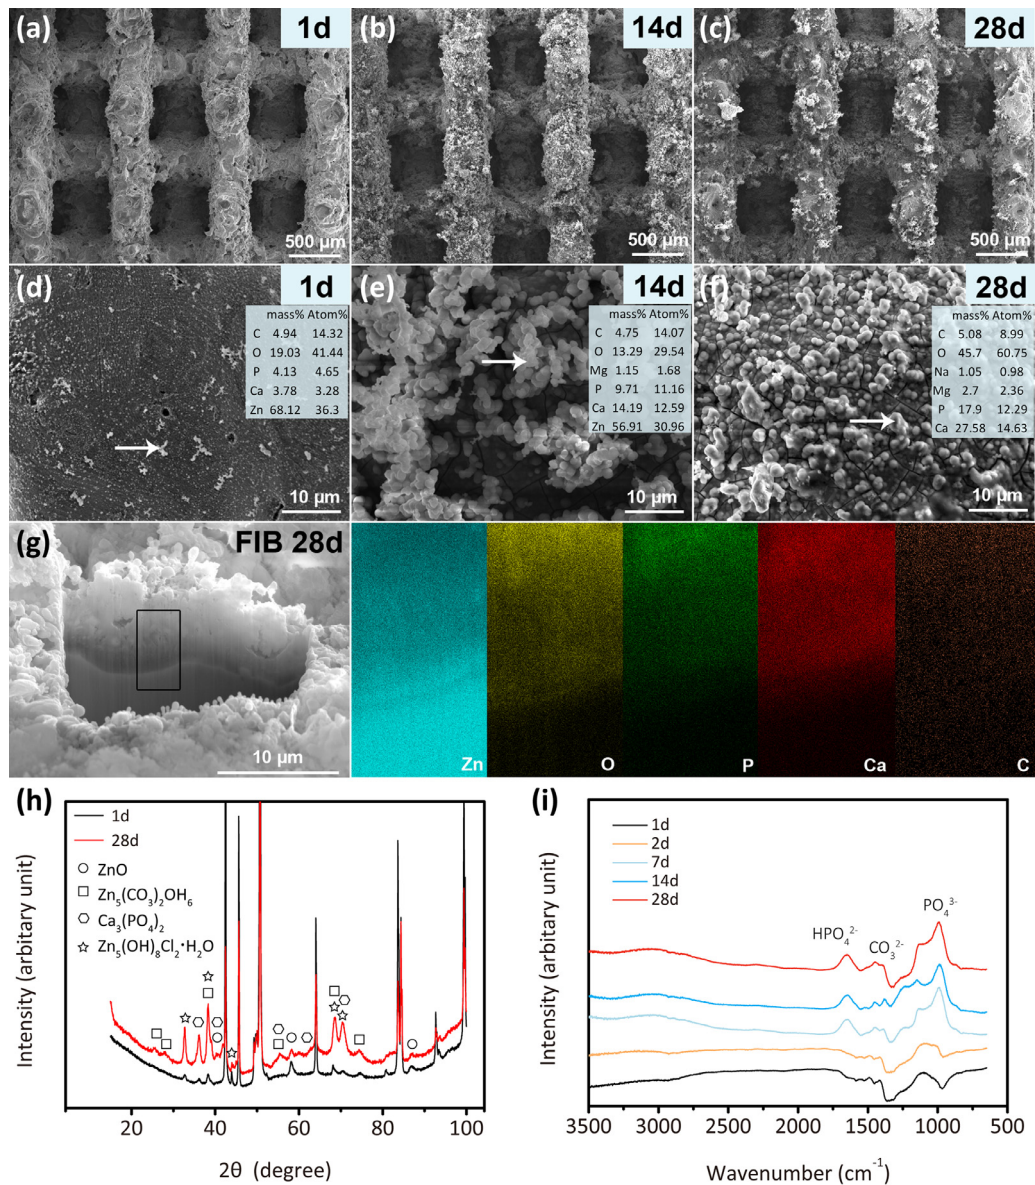 (a) 1d
500 µm
(b) 14d
500 µm
(c) 28d
500 µm
(d) 1d
mass% Atom%
C 4.94 14.32
O 19.03 41.44
P 4.13 4.65
Ca 3.78 3.28
Zn 68.12 36.3
10 µm
(e) 14d
mass% Atom%
C 4.75 14.07
O 13.29 29.54
Mg 1.15 1.68
P 9.71 11.16
Ca 14.19 12.59
Zn 56.91 30.96
10 µm
(f) 28d
mass% Atom%
C 5.08 8.99
O 45.7 60.75
Na 1.05 0.98
Mg 2.7 2.36
P 17.9 12.29
Ca 27.58 14.63
10 µm
(g) FIB 28d
10 µm
Zn
O
P
Ca
C
(h)
1d
28d
ZnO
Zn₅(CO₃)₂OH₆
Ca₃(PO₄)₂
Zn₅(OH)₈Cl₂·H₂O
Intensity (arbitary unit)
20 40 60 80 100
2θ (degree)
(i)
1d
2d
7d
14d
28d
HPO₄²⁻
CO₃²⁻
PO₄³⁻
Intensity (arbitary unit)
3500 3000 2500 2000 1500 1000 500
Wavenumber (cm⁻¹)